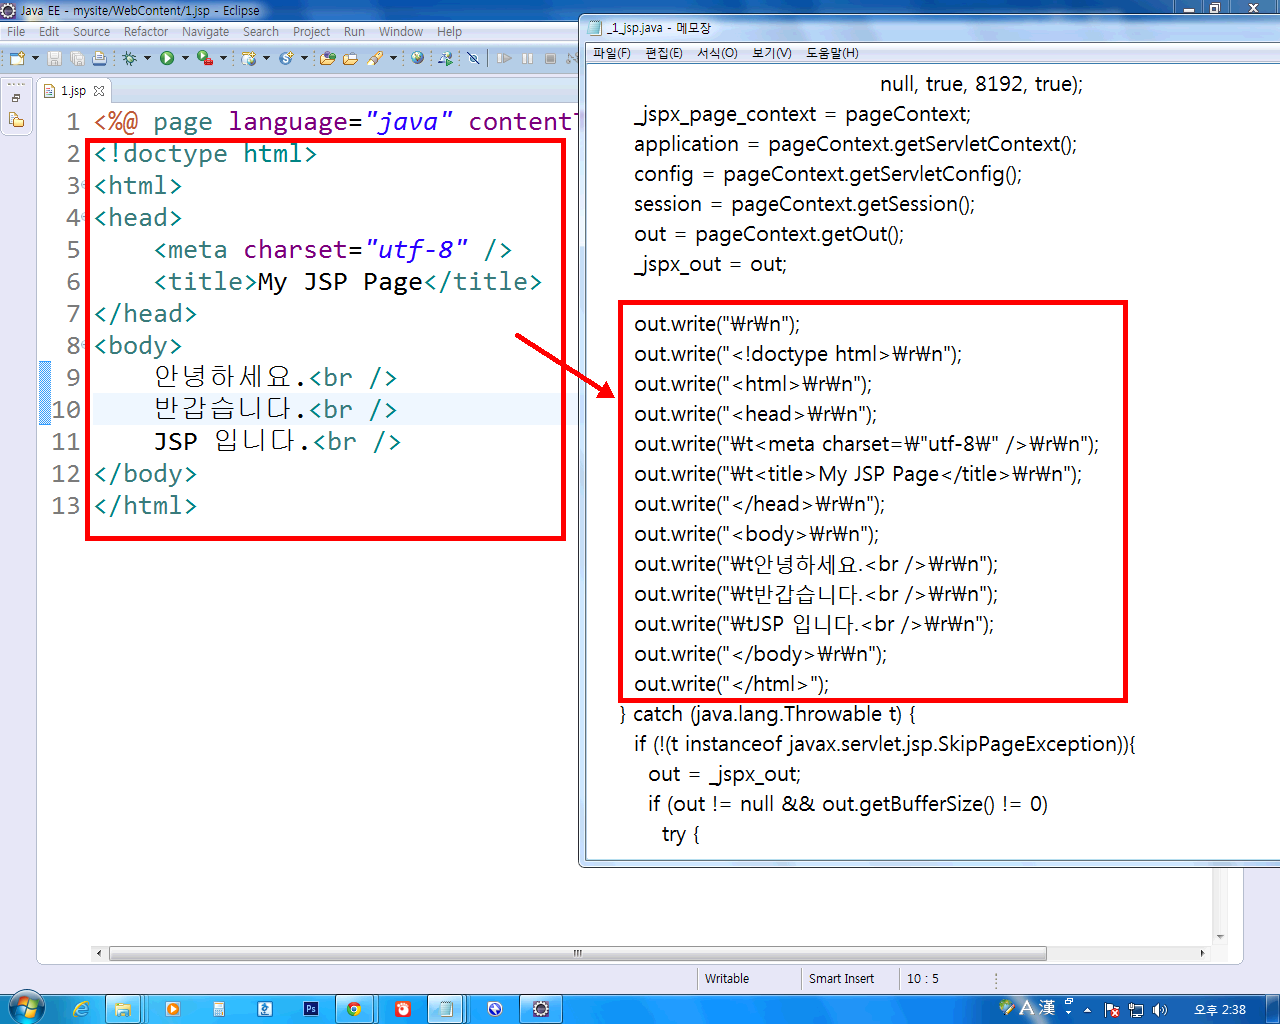 Java EE - mysite/WebContent/1.jsp - Eclipse
File Edit Source Refactor Navigate Search Project Run Window Help
1.jsp
1 <%@ page language="java" content
2 <!doctype html>
3 <html>
4 <head>
5 <meta charset="utf-8" />
6 <title>My JSP Page</title>
7 </head>
8 <body>
9 안녕하세요.<br />
10 반갑습니다.<br />
11 JSP 입니다.<br />
12 </body>
13 </html>
_1_jsp.java - 메모장
파일(F) 편집(E) 서식(O) 보기(V) 도움말(H)
null, true, 8192, true);
_jspx_page_context = pageContext;
application = pageContext.getServletContext();
config = pageContext.getServletConfig();
session = pageContext.getSession();
out = pageContext.getOut();
_jspx_out = out;
out.write("₩r₩n");
out.write("<!doctype html>₩r₩n");
out.write("<html>₩r₩n");
out.write("<head>₩r₩n");
out.write("₩t<meta charset=₩"utf-8₩" />₩r₩n");
out.write("₩t<title>My JSP Page</title>₩r₩n");
out.write("</head>₩r₩n");
out.write("<body>₩r₩n");
out.write("₩t안녕하세요.<br />₩r₩n");
out.write("₩t반갑습니다.<br />₩r₩n");
out.write("₩tJSP 입니다.<br />₩r₩n");
out.write("</body>₩r₩n");
out.write("</html>");
} catch (java.lang.Throwable t) {
if (!(t instanceof javax.servlet.jsp.SkipPageException)){
out = _jspx_out;
if (out != null && out.getBufferSize() != 0)
try {
Writable Smart Insert 10 : 5
Ps
A 漢
오후 2:38